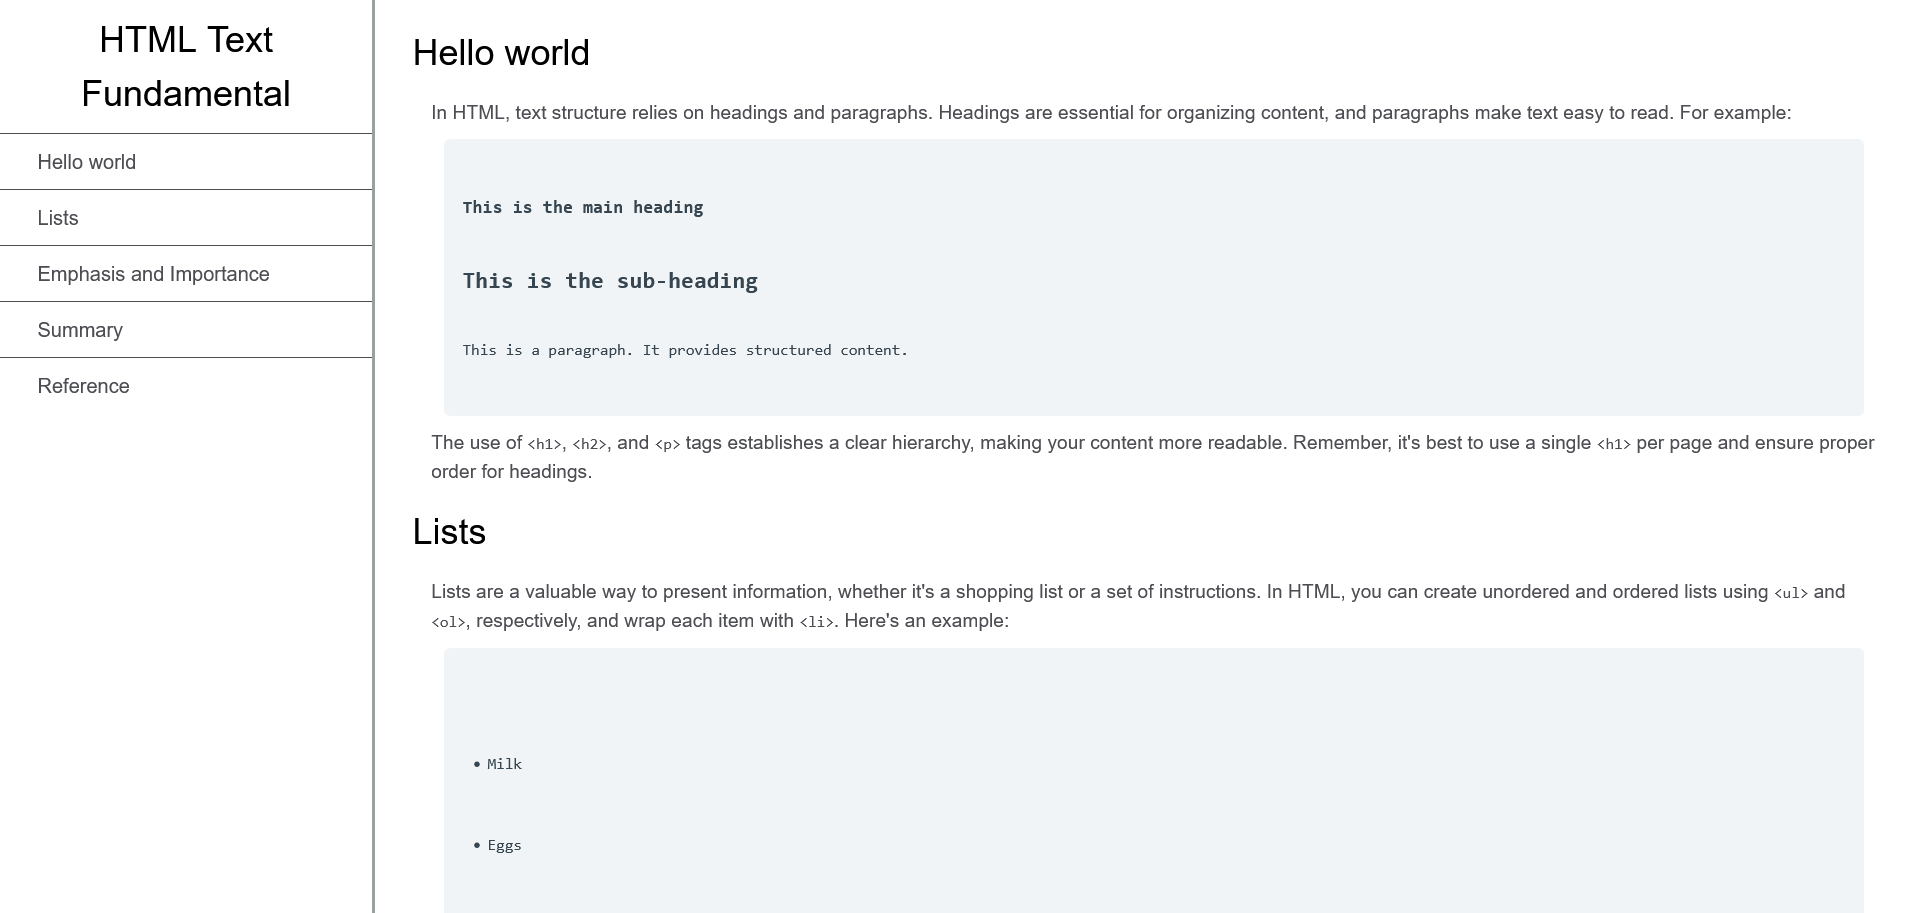 HTML Text
Fundamental
Hello world
Lists
Emphasis and Importance
Summary
Reference
Hello world
In HTML, text structure relies on headings and paragraphs. Headings are essential for organizing content, and paragraphs make text easy to read. For example:
This is the main heading
This is the sub-heading
This is a paragraph. It provides structured content.
The use of <h1>, <h2>, and <p> tags establishes a clear hierarchy, making your content more readable. Remember, it's best to use a single <h1> per page and ensure proper
order for headings.
Lists
Lists are a valuable way to present information, whether it's a shopping list or a set of instructions. In HTML, you can create unordered and ordered lists using <ul> and
<ol>, respectively, and wrap each item with <li>. Here's an example:
• Milk
• Eggs